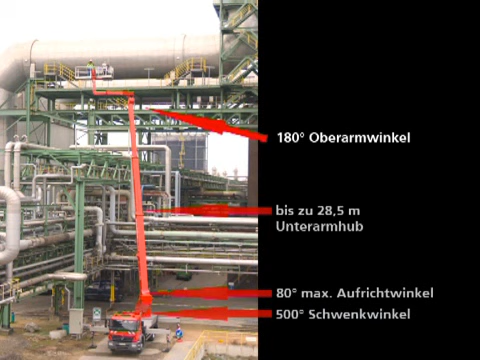 180° Oberarmwinkel
bis zu 28,5 m
Unterarmhub
80° max. Aufrichtwinkel
500° Schwenkwinkel